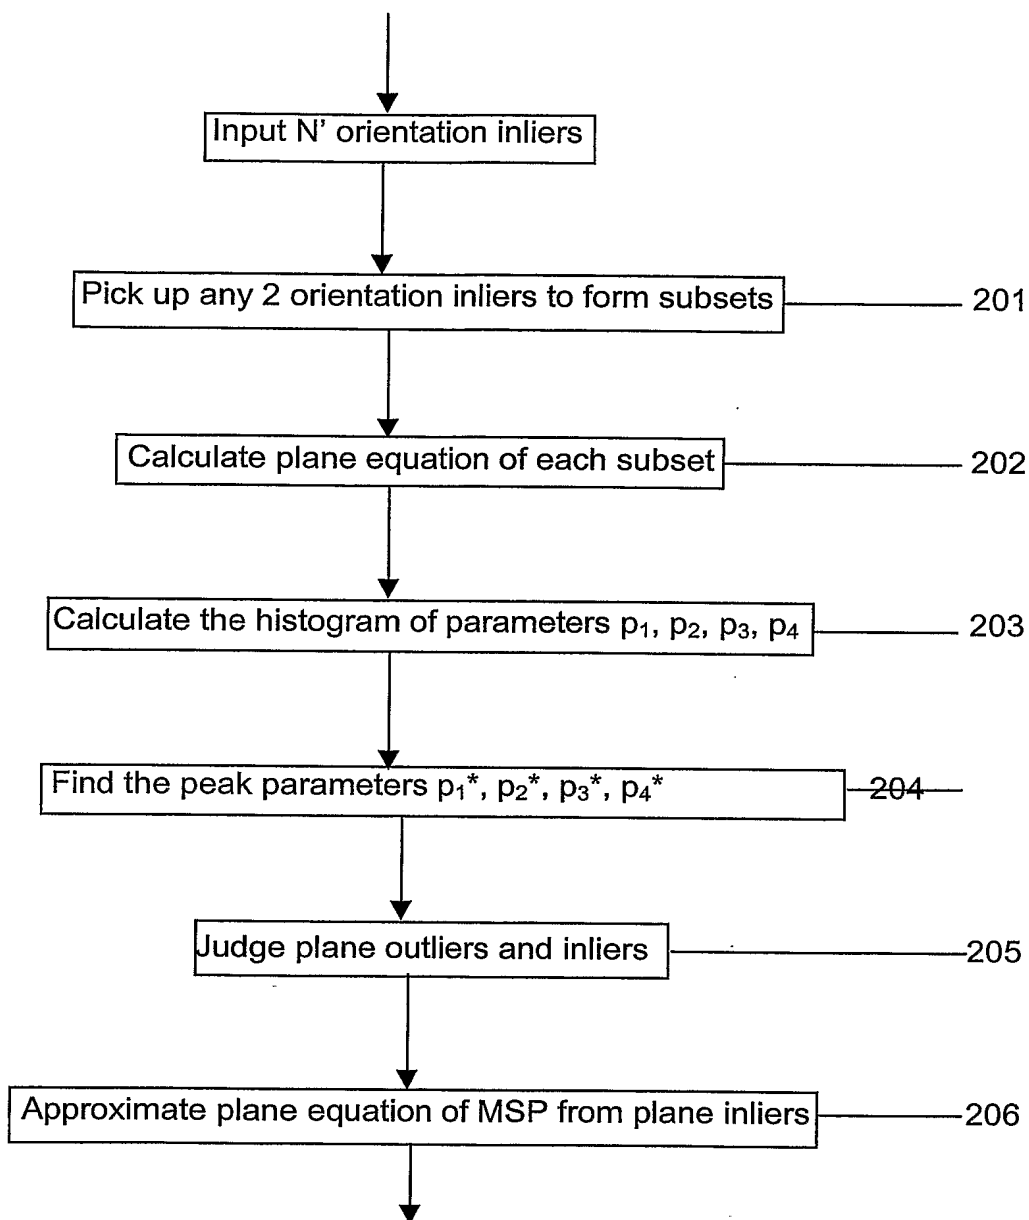 Input N' orientation inliers
Pick up any 2 orientation inliers to form subsets 201
Calculate plane equation of each subset 202
Calculate the histogram of parameters p₁, p₂, p₃, p₄ 203
Find the peak parameters p₁*, p₂*, p₃*, p₄* 204
Judge plane outliers and inliers 205
Approximate plane equation of MSP from plane inliers 206